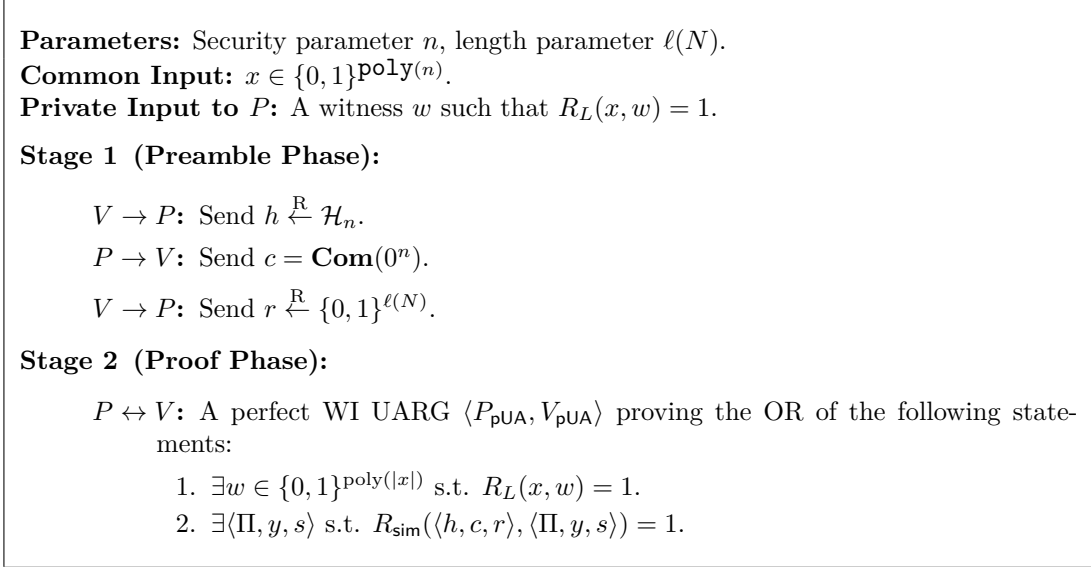 Parameters: Security parameter n, length parameter ℓ(N).
Common Input: x ∈ {0, 1}^poly(n).
Private Input to P: A witness w such that R_L(x, w) = 1.
Stage 1 (Preamble Phase):
V → P: Send h ←^R ℋ_n.
P → V: Send c = Com(0^n).
V → P: Send r ←^R {0, 1}^ℓ(N).
Stage 2 (Proof Phase):
P ↔ V: A perfect WI UARG ⟨P_pUA, V_pUA⟩ proving the OR of the following state-
ments:
1. ∃w ∈ {0, 1}^poly(|x|) s.t. R_L(x, w) = 1.
2. ∃⟨Π, y, s⟩ s.t. R_sim(⟨h, c, r⟩, ⟨Π, y, s⟩) = 1.